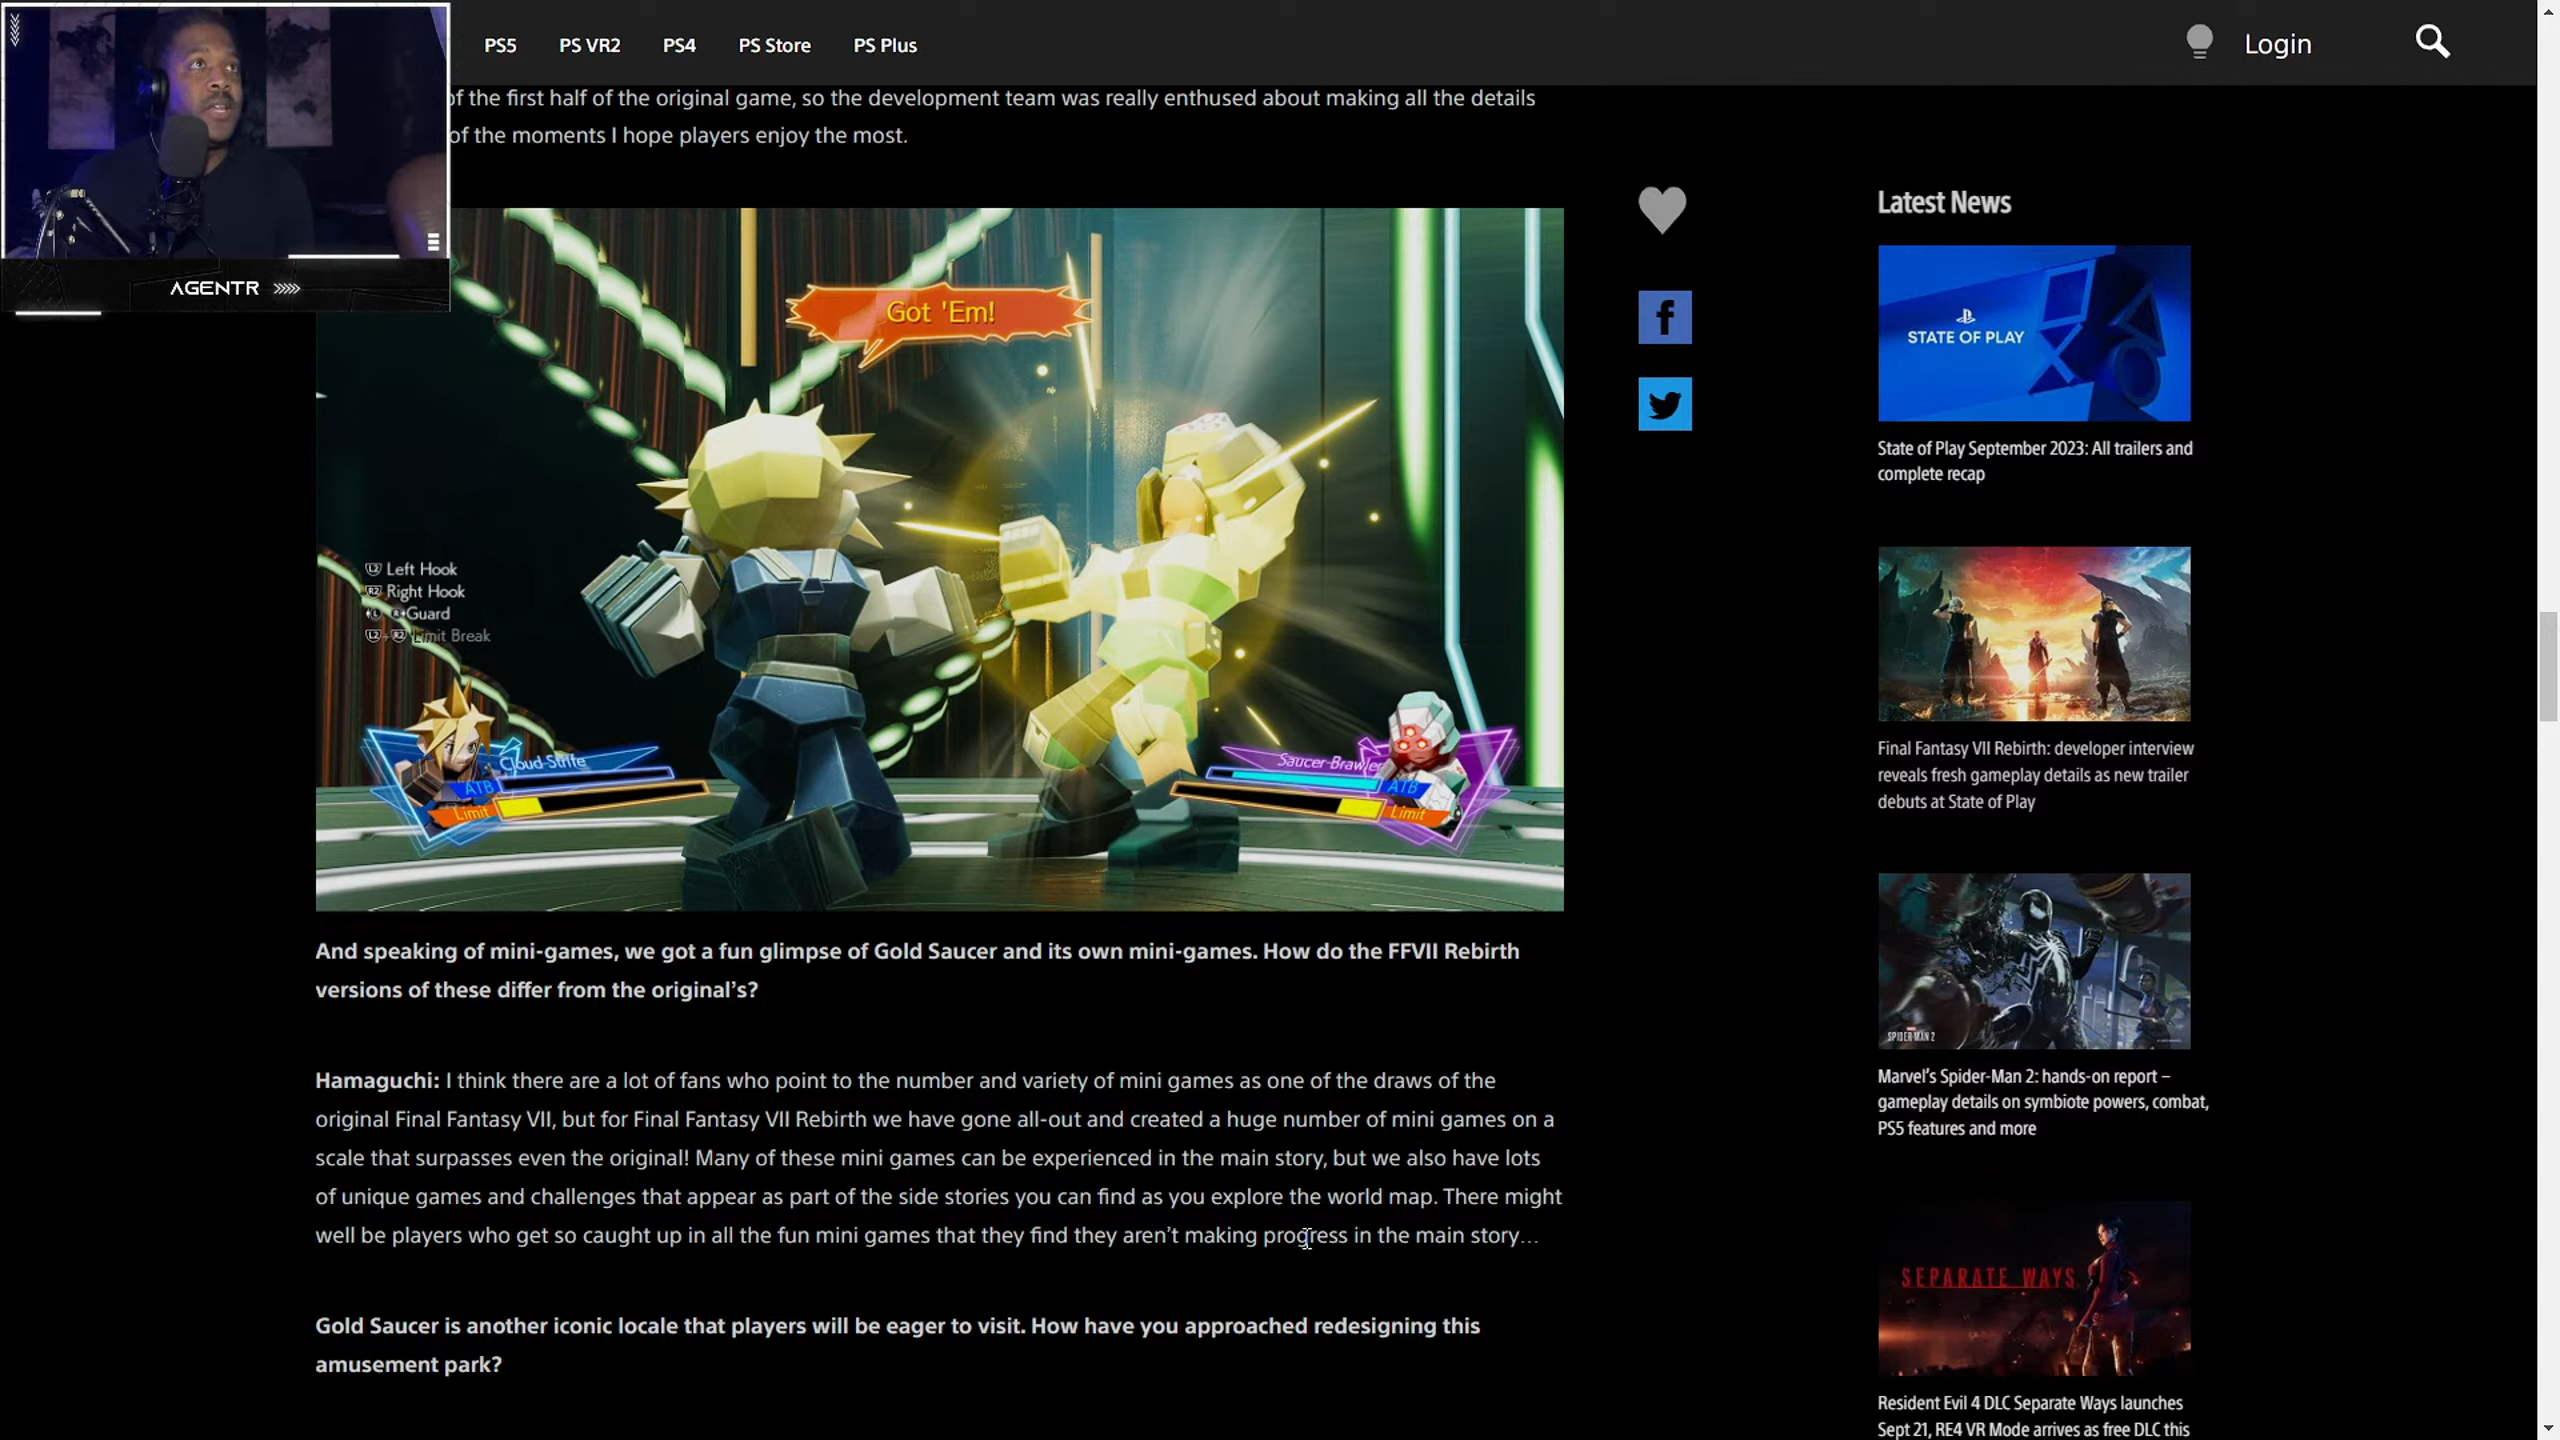 PS5 PS VR2 PS4 PS Store PS Plus Login
of the first half of the original game, so the development team was really enthused about making all the details
of the moments I hope players enjoy the most.
AGENTR
Got 'Em!
L2 Left Hook
R2 Right Hook
L R Guard
L2+R2 Limit Break
Cloud Strife
ATB
Limit
Saucer Brawler
ATB
Limit
And speaking of mini-games, we got a fun glimpse of Gold Saucer and its own mini-games. How do the FFVII Rebirth
versions of these differ from the original’s?
Hamaguchi: I think there are a lot of fans who point to the number and variety of mini games as one of the draws of the
original Final Fantasy VII, but for Final Fantasy VII Rebirth we have gone all-out and created a huge number of mini games on a
scale that surpasses even the original! Many of these mini games can be experienced in the main story, but we also have lots
of unique games and challenges that appear as part of the side stories you can find as you explore the world map. There might
well be players who get so caught up in all the fun mini games that they find they aren’t making progress in the main story…
Gold Saucer is another iconic locale that players will be eager to visit. How have you approached redesigning this
amusement park?
Latest News
STATE OF PLAY
State of Play September 2023: All trailers and
complete recap
Final Fantasy VII Rebirth: developer interview
reveals fresh gameplay details as new trailer
debuts at State of Play
SPIDER-MAN 2
Marvel’s Spider-Man 2: hands-on report –
gameplay details on symbiote powers, combat,
PS5 features and more
SEPARATE WAYS
Resident Evil 4 DLC Separate Ways launches
Sept 21, RE4 VR Mode arrives as free DLC this